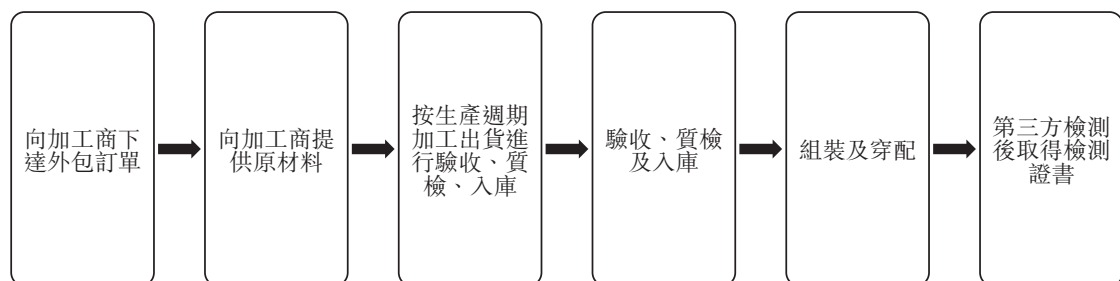 向加工商下
達外包訂單
向加工商提
供原材料
按生產週期
加工出貨進
行驗收、質
檢、入庫
驗收、質檢
及入庫
組裝及穿配
第三方檢測
後取得檢測
證書